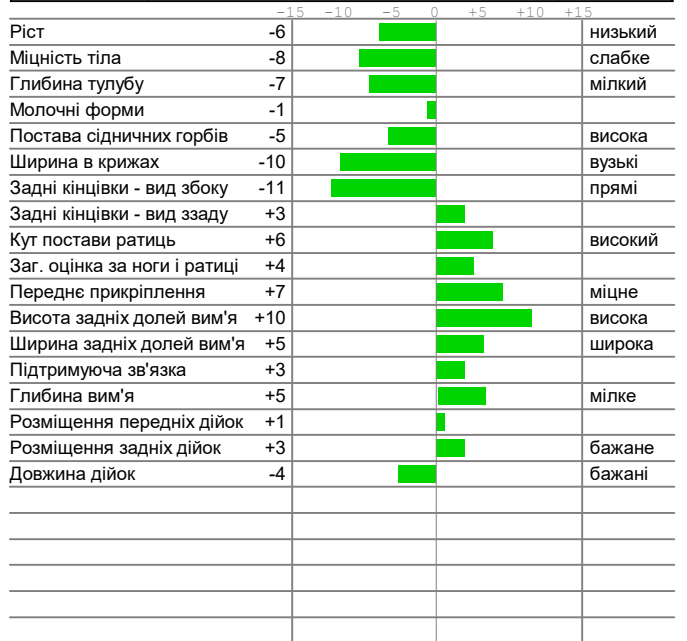 -15 -10 -5 0 +5 +10 +15
Ріст -6 низький
Міцність тіла -8 слабке
Глибина тулубу -7 мілкий
Молочні форми -1
Постава сідничних горбів -5 висока
Ширина в крижах -10 вузькі
Задні кінцівки - вид збоку -11 прямі
Задні кінцівки - вид ззаду +3
Кут постави ратиць +6 високий
Заг. оцінка за ноги і ратиці +4
Переднє прикріплення +7 міцне
Висота задніх долей вим'я +10 висока
Ширина задніх долей вим'я +5 широка
Підтримуюча зв'язка +3
Глибина вим'я +5 мілке
Розміщення передніх дійок +1
Розміщення задніх дійок +3 бажане
Довжина дійок -4 бажані